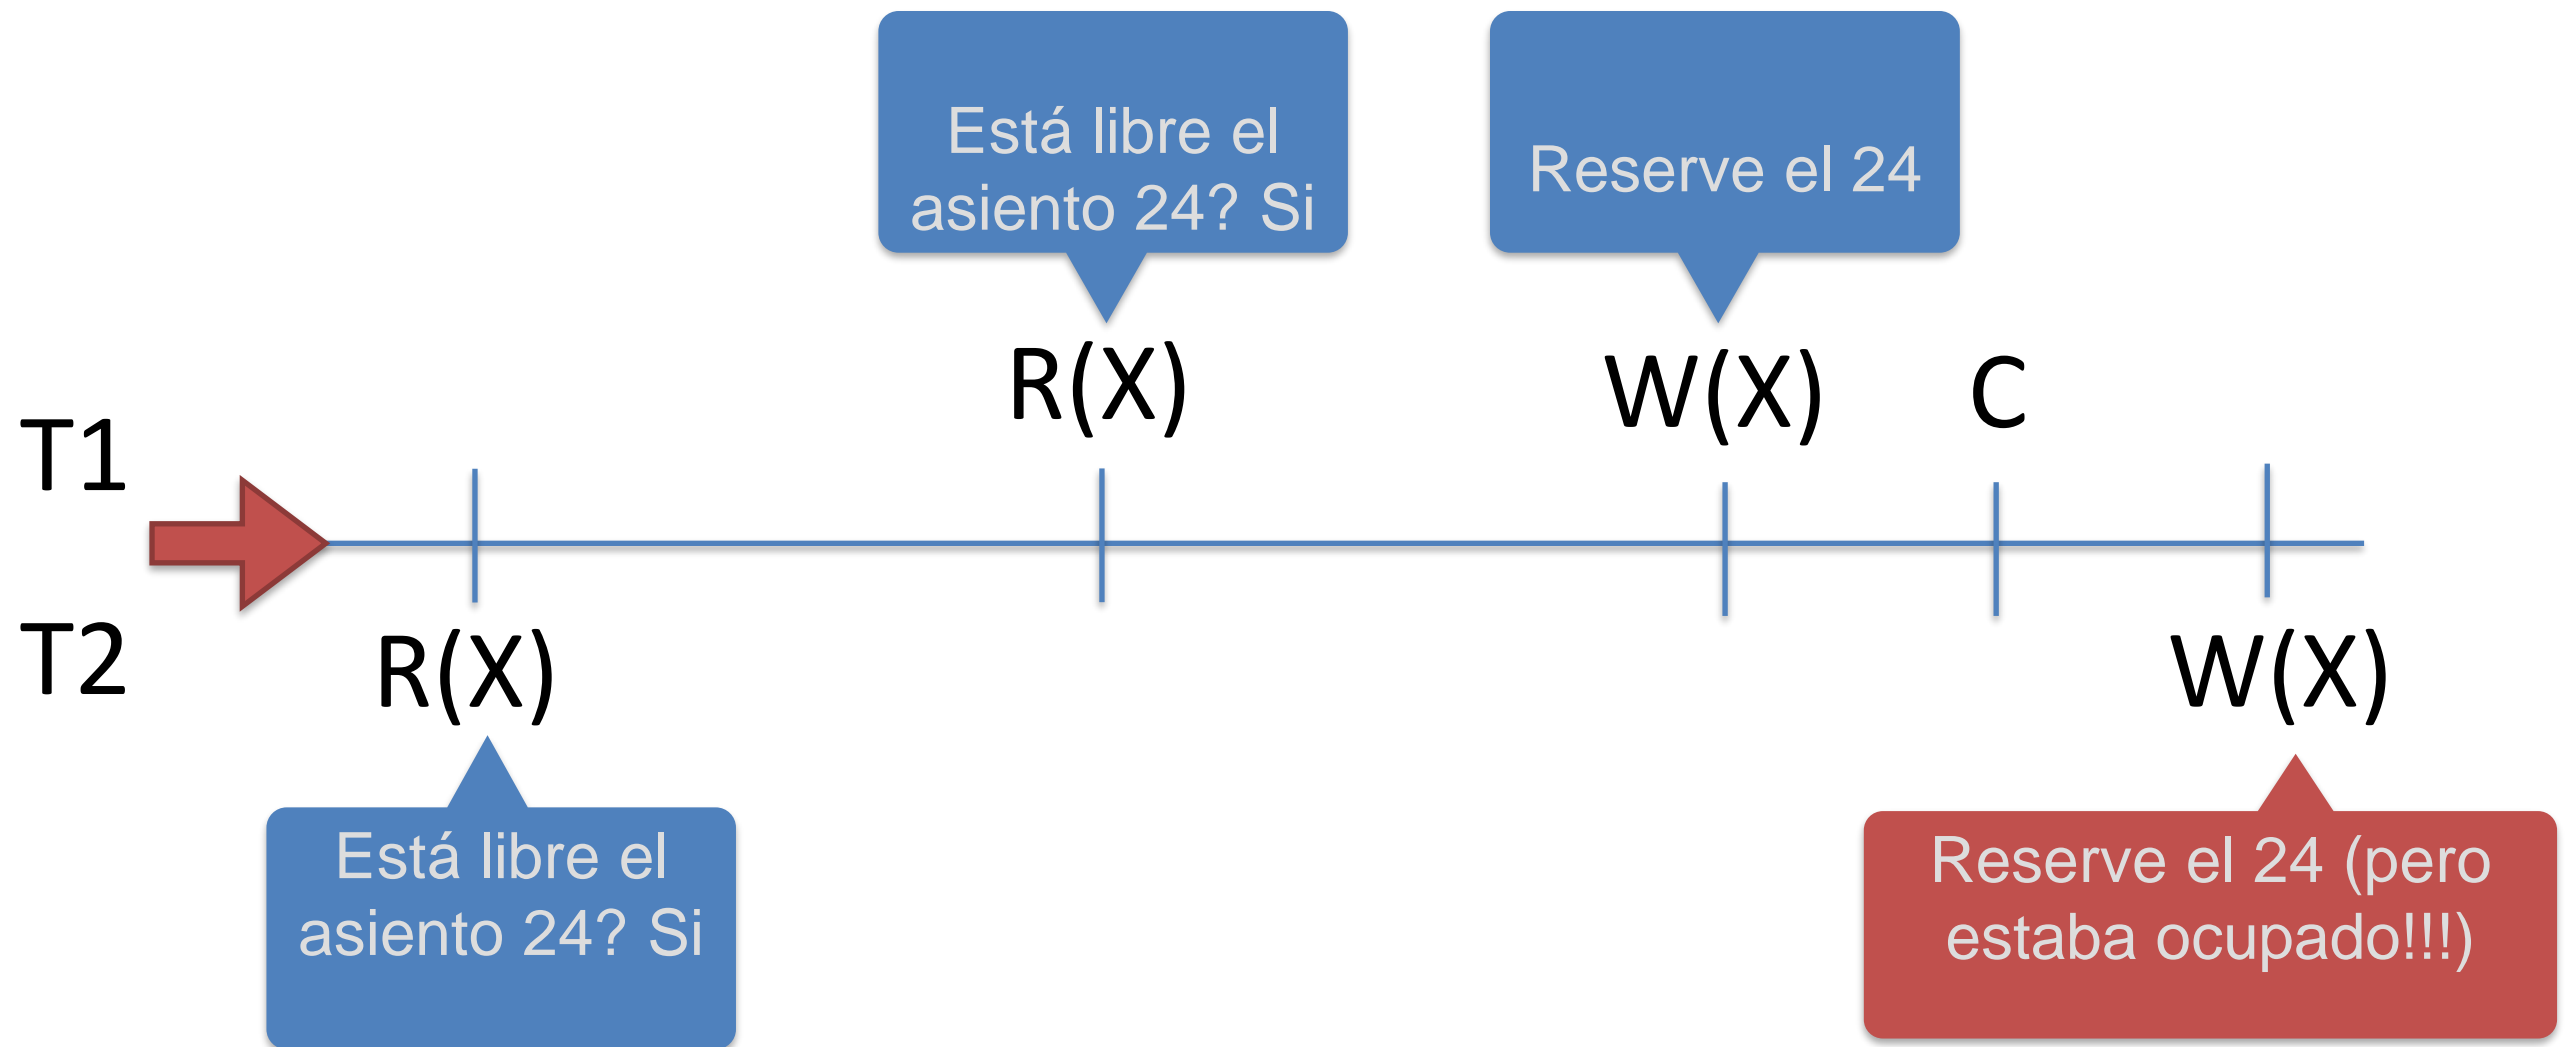 Está libre el
asiento 24? Si
Reserve el 24
R(X)
W(X)
C
T1
T2
R(X)
W(X)
Está libre el
asiento 24? Si
Reserve el 24 (pero
estaba ocupado!!!)